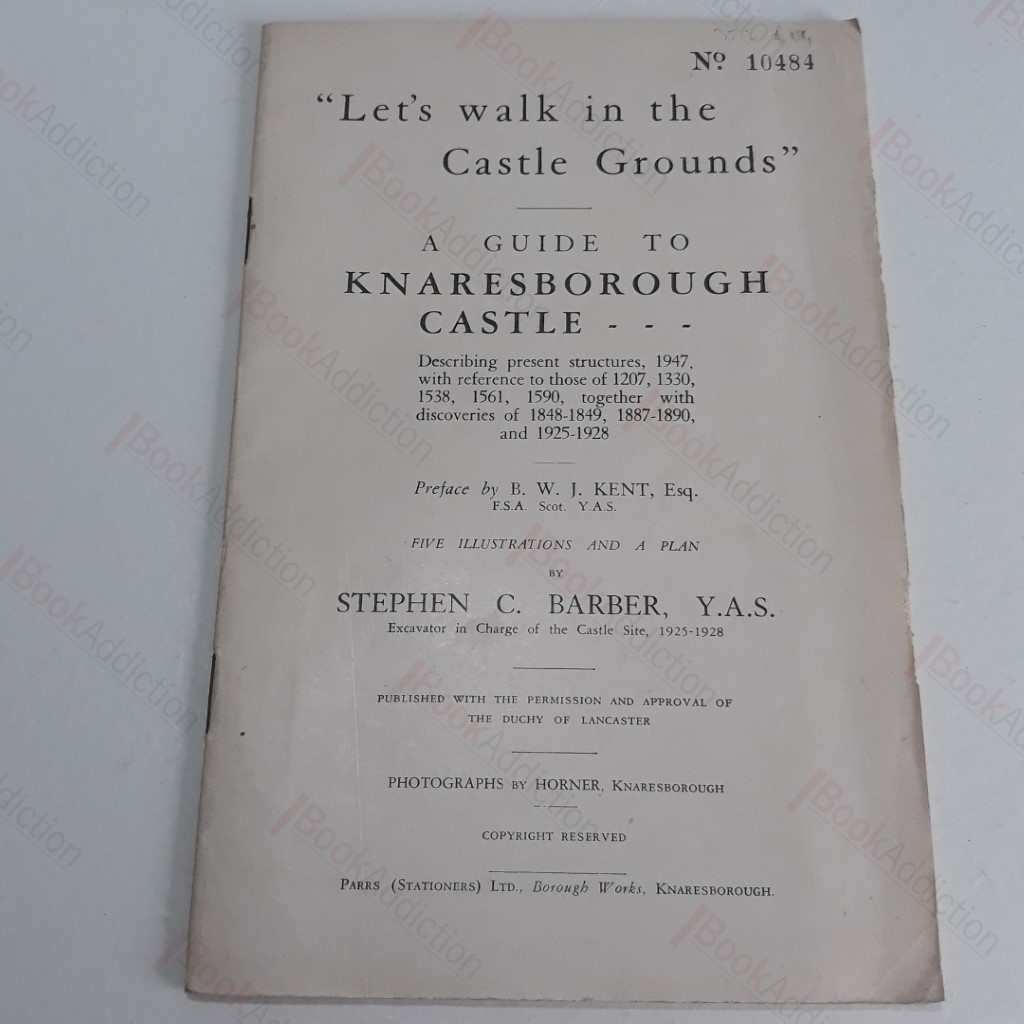 Nº 10484
“Let’s walk in the
Castle Grounds”
A GUIDE TO
KNARESBOROUGH
CASTLE - - -
Describing present structures, 1947,
with reference to those of 1207, 1330,
1538, 1561, 1590, together with
discoveries of 1848-1849, 1887-1890,
and 1925-1928
Preface by B. W. J. KENT, Esq.
F.S.A. Scot. Y.A.S.
FIVE ILLUSTRATIONS AND A PLAN
BY
STEPHEN C. BARBER, Y.A.S.
Excavator in Charge of the Castle Site, 1925-1928
PUBLISHED WITH THE PERMISSION AND APPROVAL OF
THE DUCHY OF LANCASTER
PHOTOGRAPHS BY HORNER, KNARESBOROUGH
COPYRIGHT RESERVED
PARRS (STATIONERS) LTD., Borough Works, KNARESBOROUGH.
BookAddiction